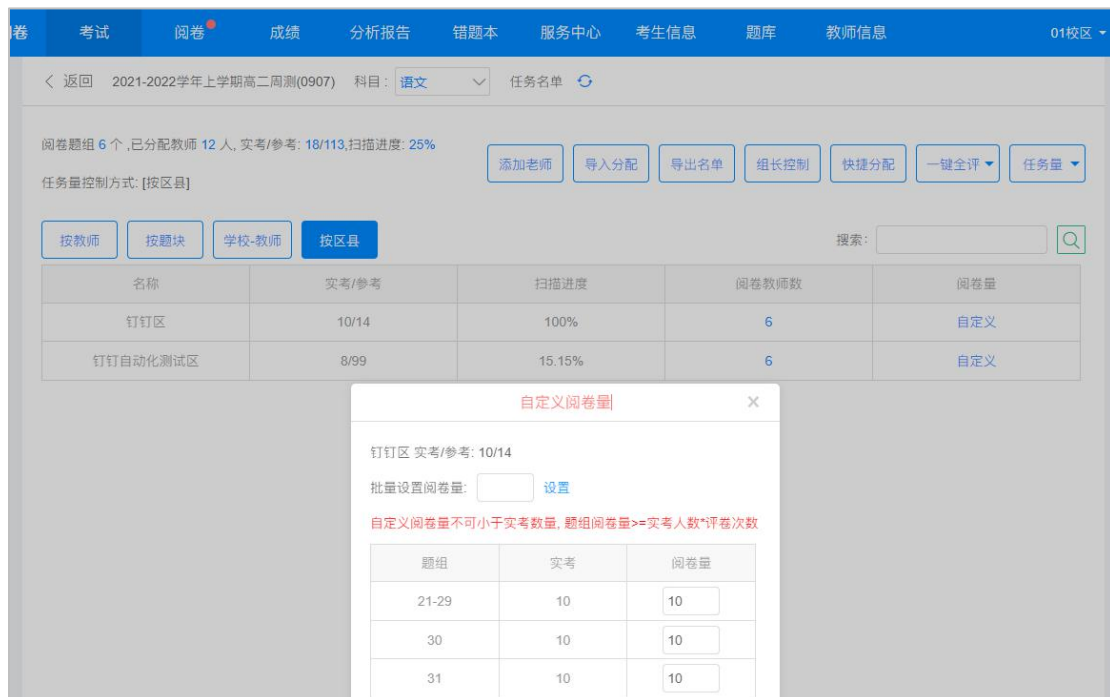 卷 考试 阅卷 成绩 分析报告 错题本 服务中心 考生信息 题库 教师信息 01校区
返回 2021-2022学年上学期高二周测(0907) 科目: 语文 任务名单
阅卷题组 6 个 ,已分配教师 12 人, 实考/参考: 18/113,扫描进度: 25%
添加老师 导入分配 导出名单 组长控制 快捷分配 一键全评 任务量
任务量控制方式: [按区县]
按教师 按题块 学校-教师 按区县 搜索:
名称 实考/参考 扫描进度 阅卷教师数 阅卷量
钉钉区 10/14 100% 6 自定义
钉钉自动化测试区 8/99 15.15% 6 自定义
自定义阅卷量
钉钉区 实考/参考: 10/14
批量设置阅卷量: 设置
自定义阅卷量不可小于实考数量, 题组阅卷量>=实考人数*评卷次数
题组 实考 阅卷量
21-29 10 10
30 10 10
31 10 10